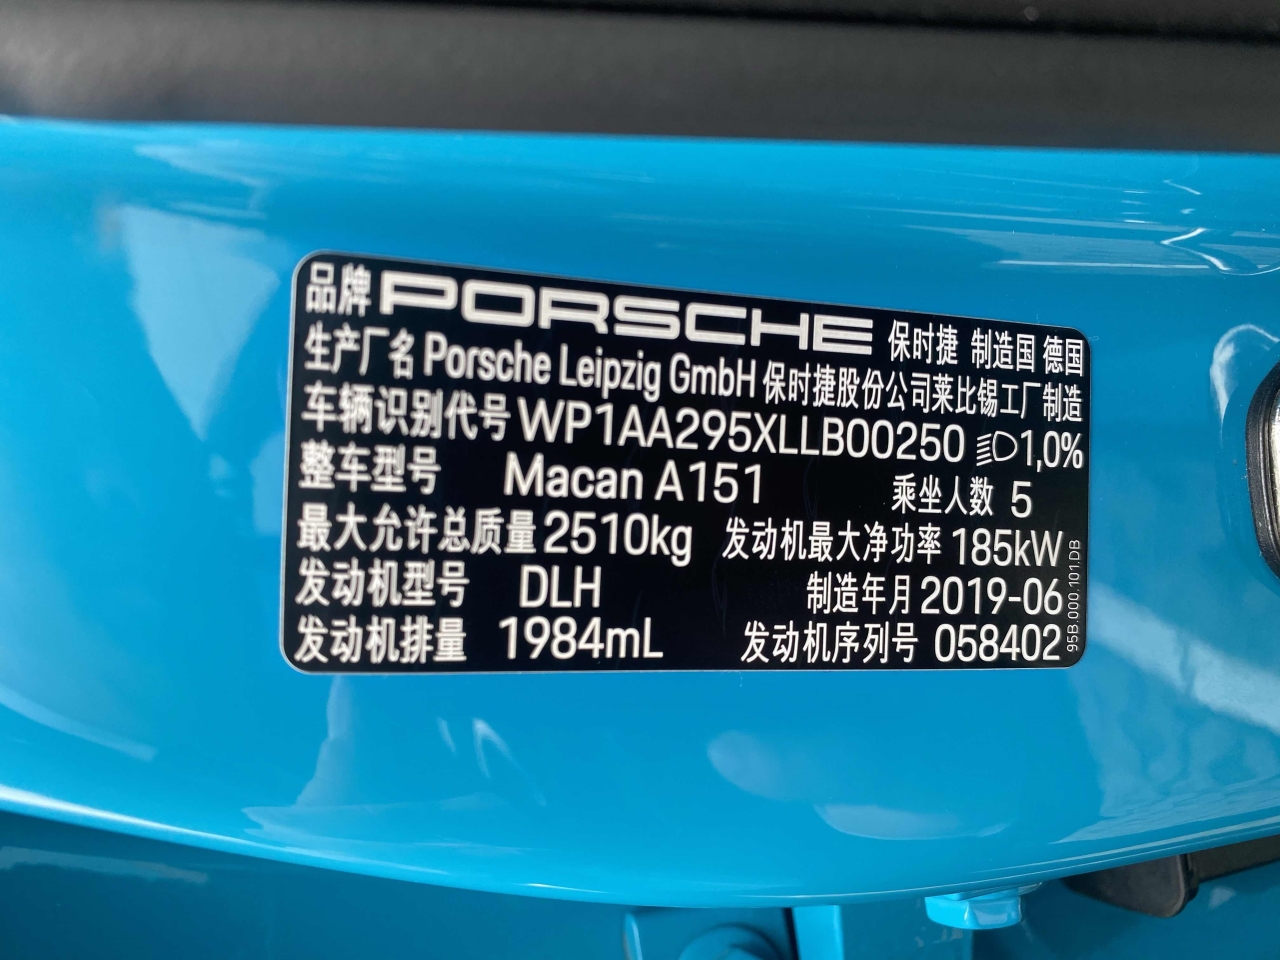 品牌 PORSCHE 保时捷 制造国 德国
生产厂名 Porsche Leipzig GmbH 保时捷股份公司莱比锡工厂制造
车辆识别代号 WP1AA295XLLB00250 1,0%
整车型号 Macan A151 乘坐人数 5
最大允许总质量 2510kg 发动机最大净功率 185kW
发动机型号 DLH 制造年月 2019-06
发动机排量 1984mL 发动机序列号 058402
95B.000.101.DB